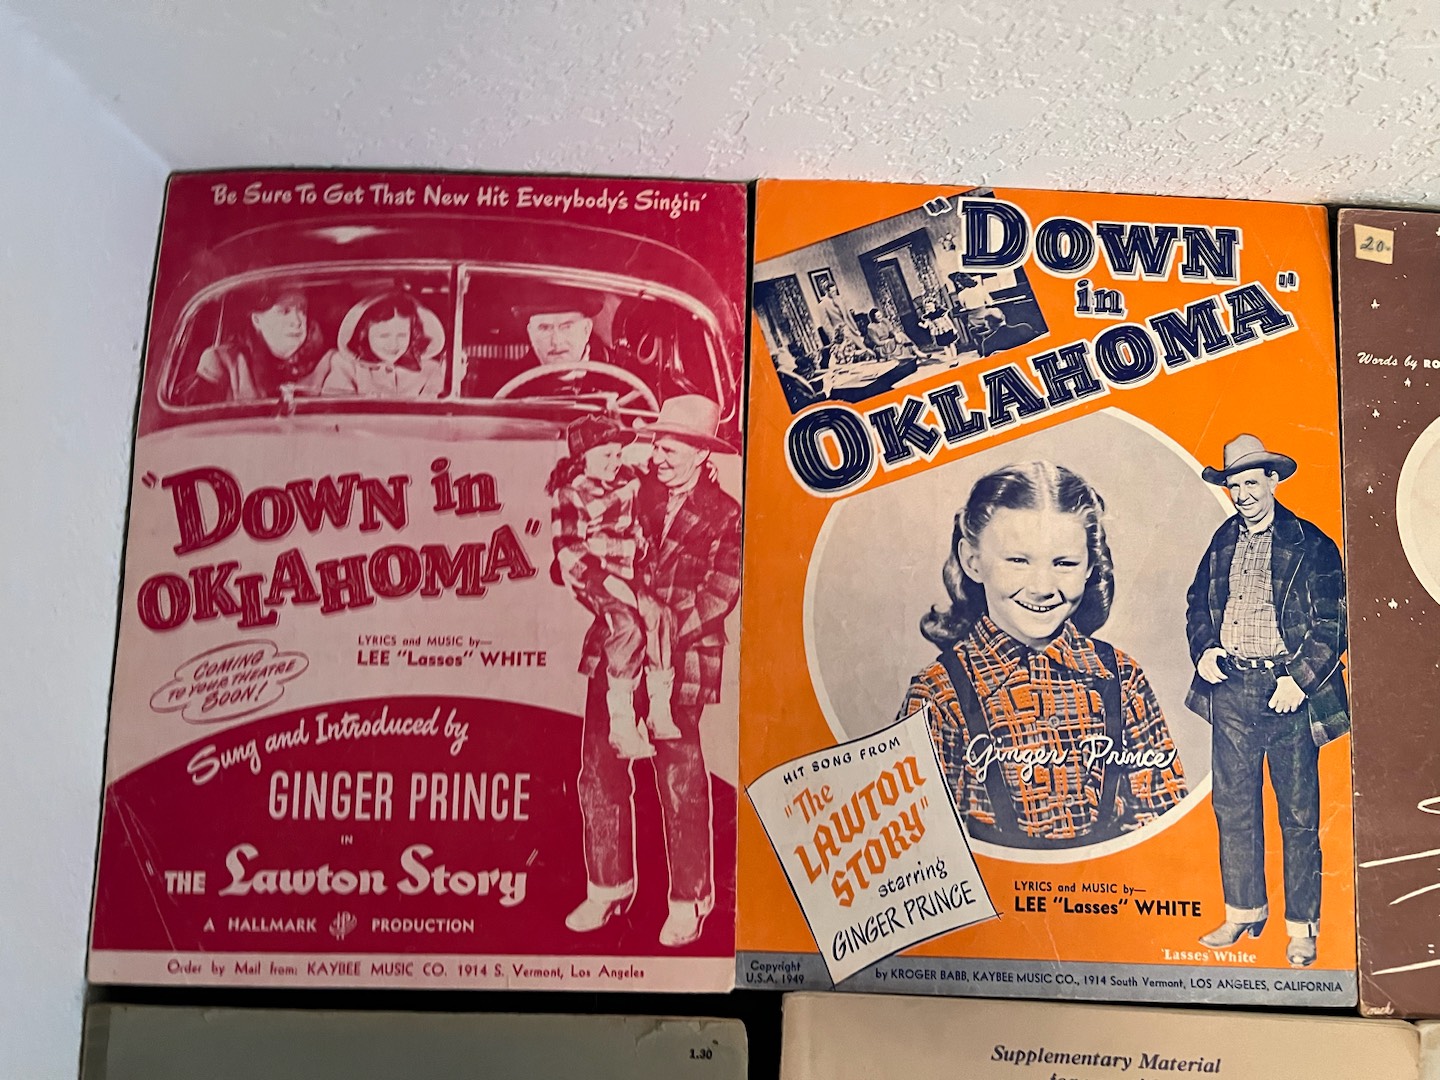 Be Sure To Get That New Hit Everybody's Singin'
"DOWN in
OKLAHOMA"
COMING
TO YOUR THEATRE
SOON!
LYRICS and MUSIC by—
LEE "Lasses" WHITE
Sung and Introduced by
GINGER PRINCE
IN
THE Lawton Story"
A HALLMARK HP PRODUCTION
Order by Mail from: KAYBEE MUSIC CO. 1914 S. Vermont, Los Angeles
"DOWN
in
OKLAHOMA"
Ginger Prince
HIT SONG FROM
"The
LAWTON
STORY"
starring
GINGER PRINCE
LYRICS and MUSIC by—
LEE "Lasses" WHITE
"Lasses" White
Copyright
U.S.A. 1949
by KROGER BABB, KAYBEE MUSIC CO., 1914 South Vermont, LOS ANGELES, CALIFORNIA
20.
Words by RO
1.30
Supplementary Material